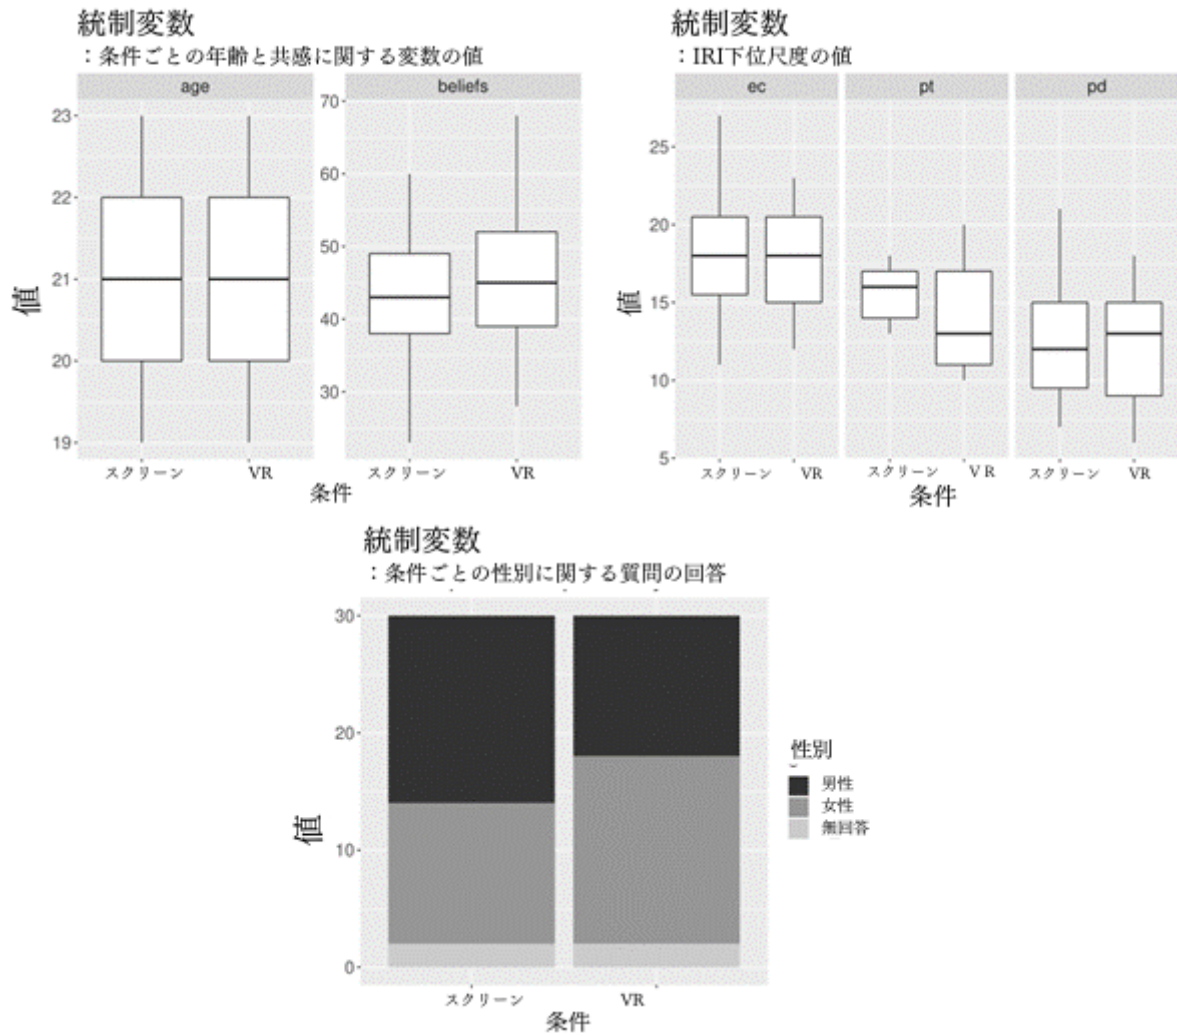 統制変数
：条件ごとの年齢と共感に関する変数の値
age
beliefs
23
22
21
20
19
70
60
50
40
30
値
スクリーン
VR
スクリーン
VR
条件
統制変数
：IRI下位尺度の値
ec
pt
pd
25
20
15
10
5
値
スクリーン
VR
スクリーン
VR
スクリーン
VR
条件
統制変数
：条件ごとの性別に関する質問の回答
30
20
10
0
値
スクリーン
VR
条件
性別
男性
女性
無回答